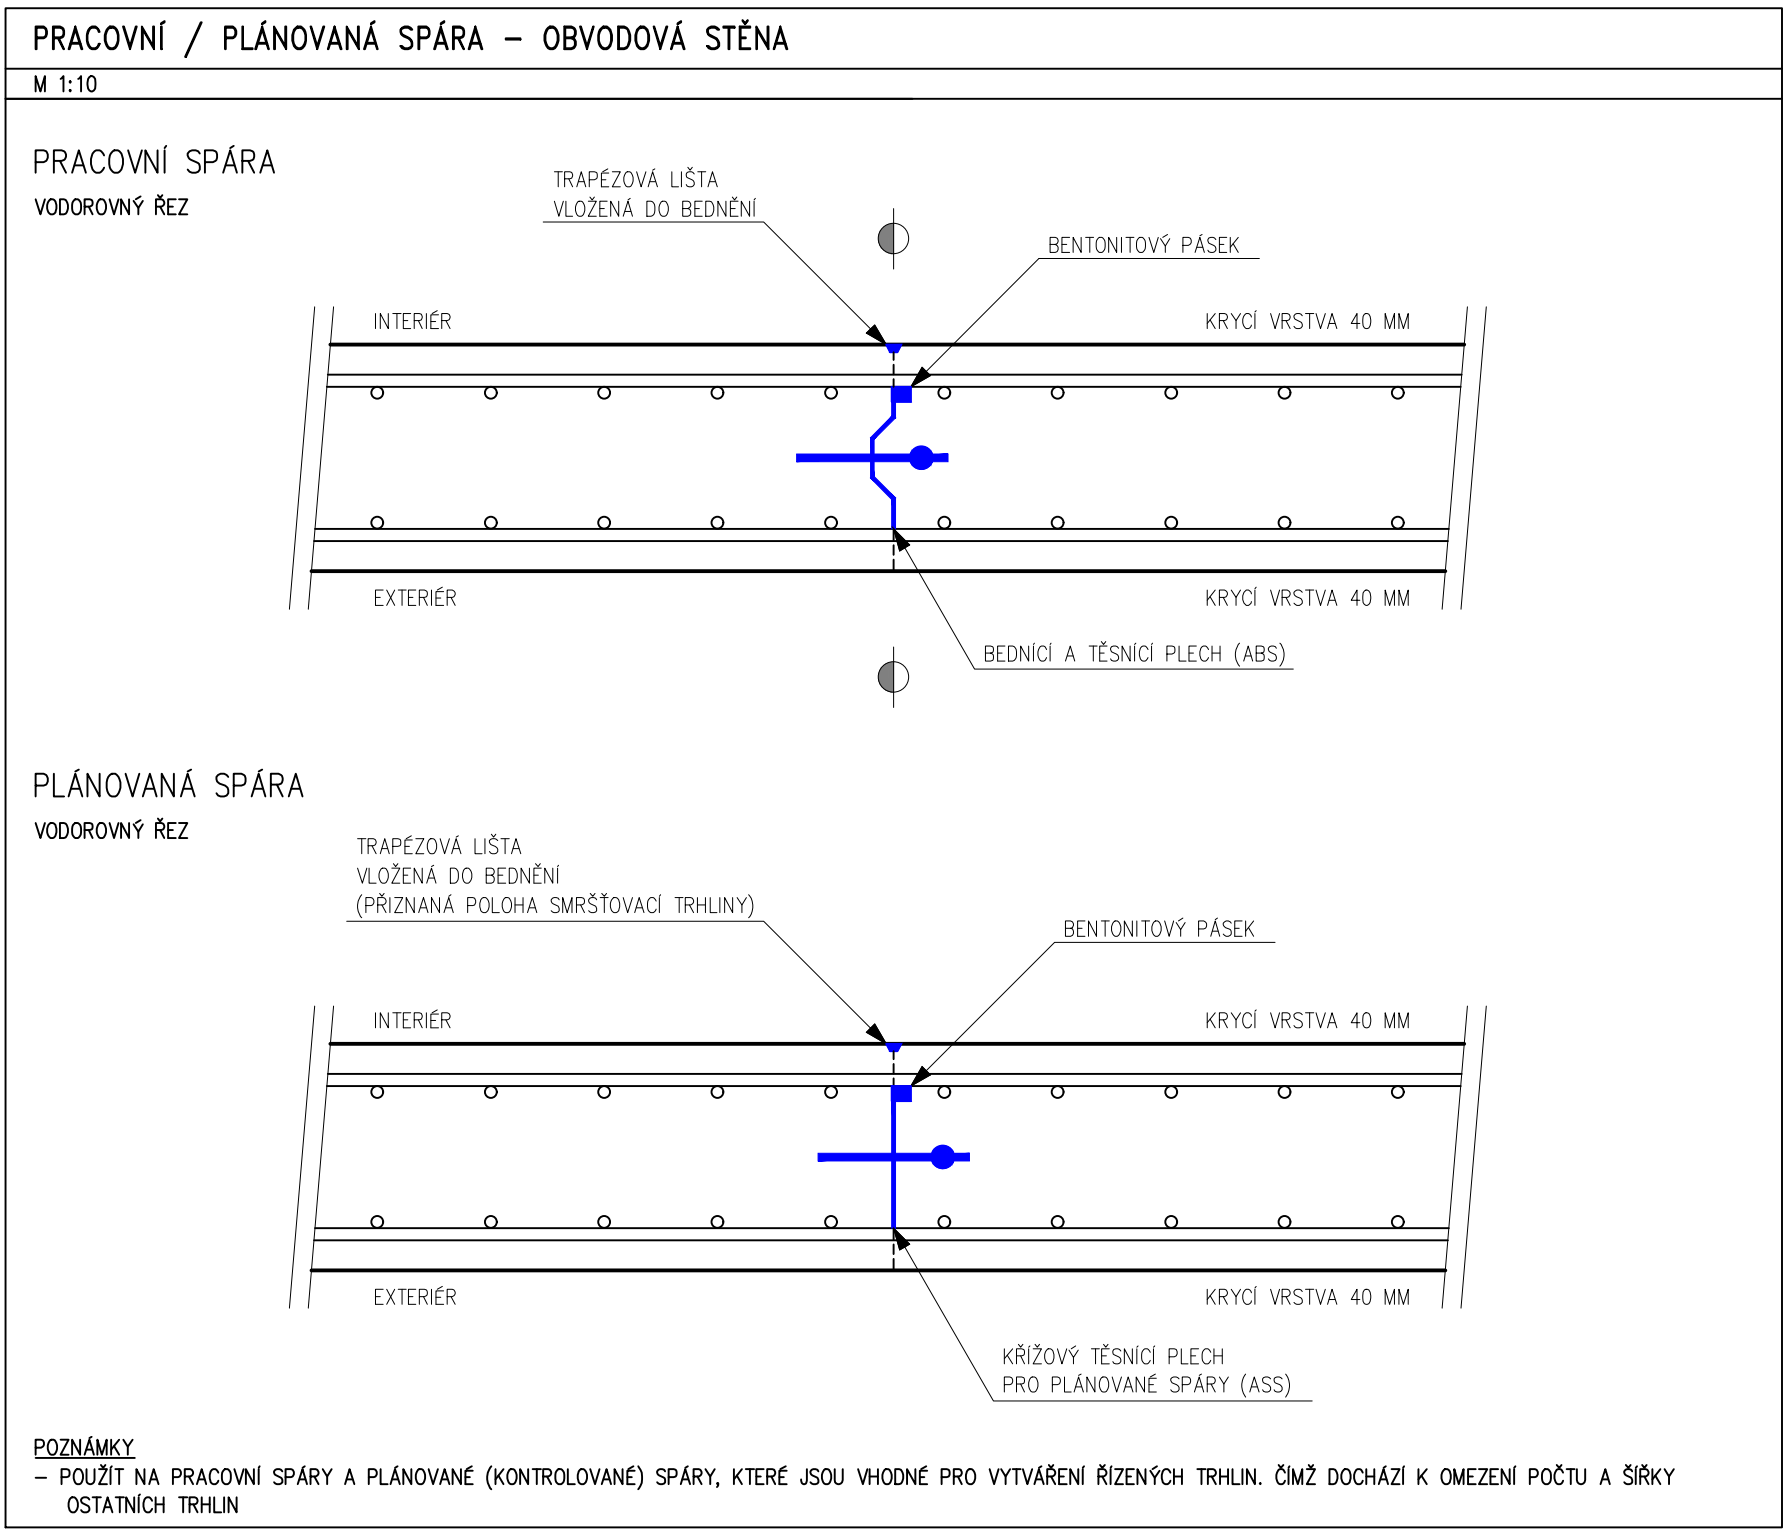 PRACOVNÍ / PLÁNOVANÁ SPÁRA – OBVODOVÁ STĚNA
M 1:10
PRACOVNÍ SPÁRA
VODOROVNÝ ŘEZ
TRAPÉZOVÁ LIŠTA
VLOŽENÁ DO BEDNĚNÍ
BENTONITOVÝ PÁSEK
INTERIÉR
KRYCÍ VRSTVA 40 MM
EXTERIÉR
KRYCÍ VRSTVA 40 MM
BEDNÍCÍ A TĚSNÍCÍ PLECH (ABS)
PLÁNOVANÁ SPÁRA
VODOROVNÝ ŘEZ
TRAPÉZOVÁ LIŠTA
VLOŽENÁ DO BEDNĚNÍ
(PŘIZNANÁ POLOHA SMRŠŤOVACÍ TRHLINY)
BENTONITOVÝ PÁSEK
INTERIÉR
KRYCÍ VRSTVA 40 MM
EXTERIÉR
KRYCÍ VRSTVA 40 MM
KŘÍŽOVÝ TĚSNÍCÍ PLECH
PRO PLÁNOVANÉ SPÁRY (ASS)
POZNÁMKY
– POUŽÍT NA PRACOVNÍ SPÁRY A PLÁNOVANÉ (KONTROLOVANÉ) SPÁRY, KTERÉ JSOU VHODNÉ PRO VYTVÁŘENÍ ŘÍZENÝCH TRHLIN. ČÍMŽ DOCHÁZÍ K OMEZENÍ POČTU A ŠÍŘKY
OSTATNÍCH TRHLIN